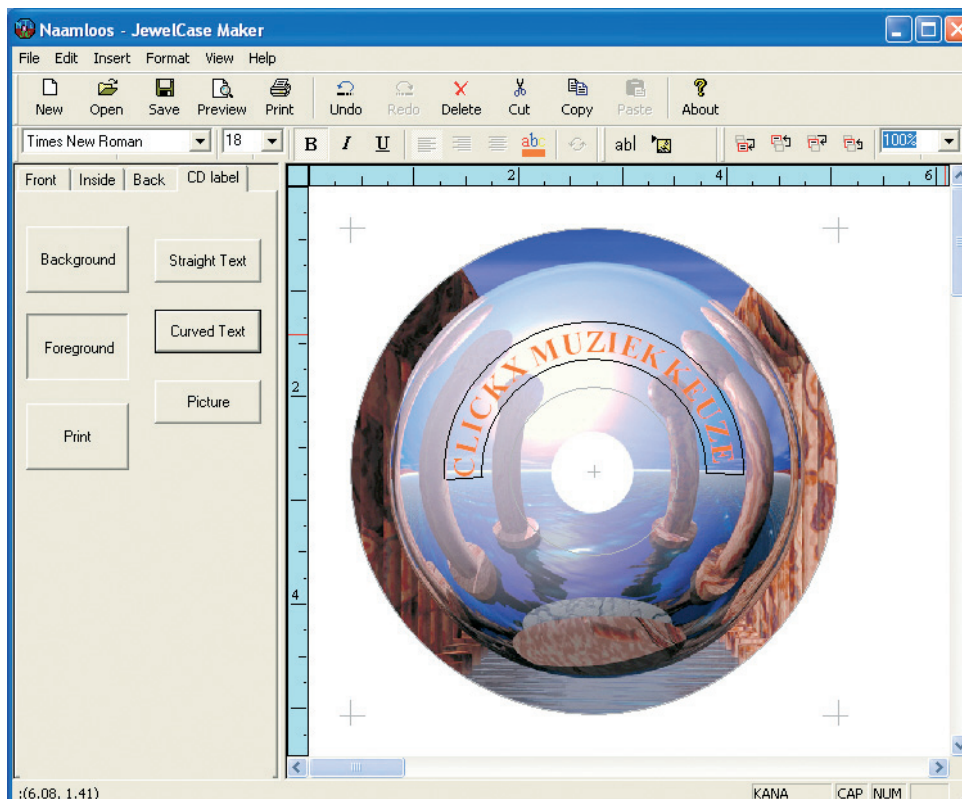 Naamloos - JewelCase Maker
File Edit Insert Format View Help
New Open Save Preview Print Undo Redo Delete Cut Copy Paste About
Times New Roman 18 B I U abc abl 100%
Front Inside Back CD label
2 4 6
Background
Straight Text
Foreground
Curved Text
Picture
Print
2
4
CLICKX MUZIEKKEUZE
:(6.08, 1.41)
KANA CAP NUM